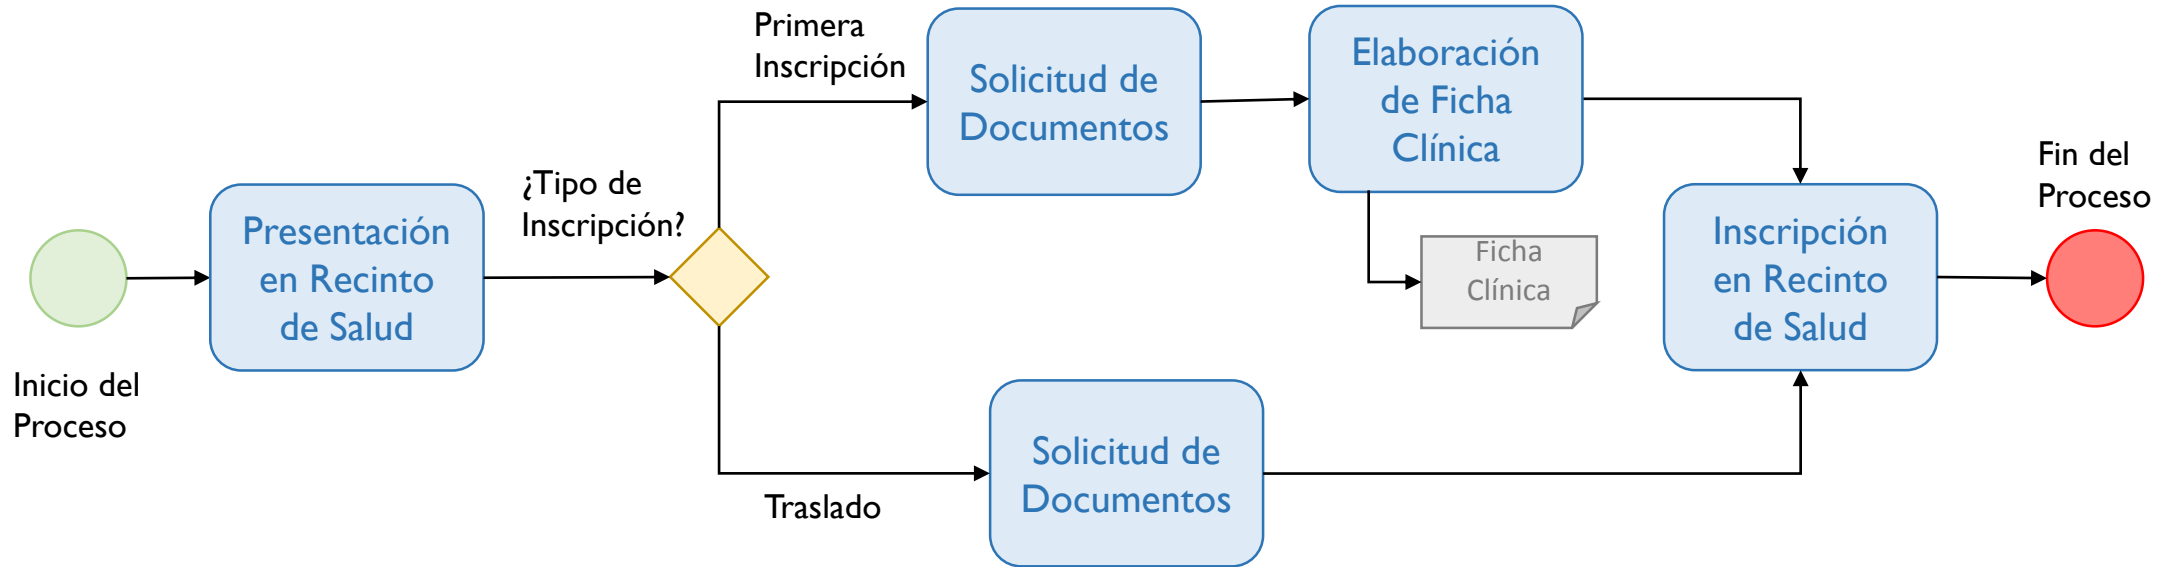 Inicio del
Proceso
Presentación
en Recinto
de Salud
¿Tipo de
Inscripción?
Primera
Inscripción
Solicitud de
Documentos
Elaboración
de Ficha
Clínica
Ficha
Clínica
Traslado
Solicitud de
Documentos
Inscripción
en Recinto
de Salud
Fin del
Proceso